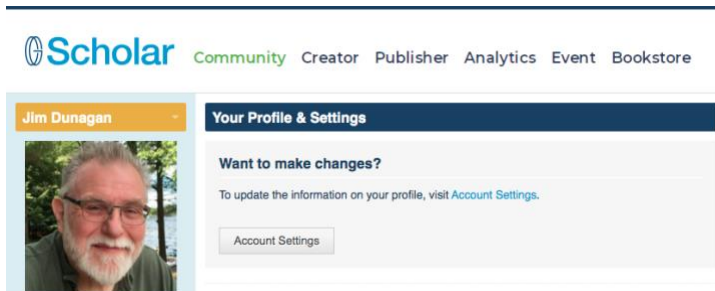 Scholar Community Creator Publisher Analytics Event Bookstore
Jim Dunagan
Your Profile & Settings
Want to make changes?
To update the information on your profile, visit Account Settings.
Account Settings